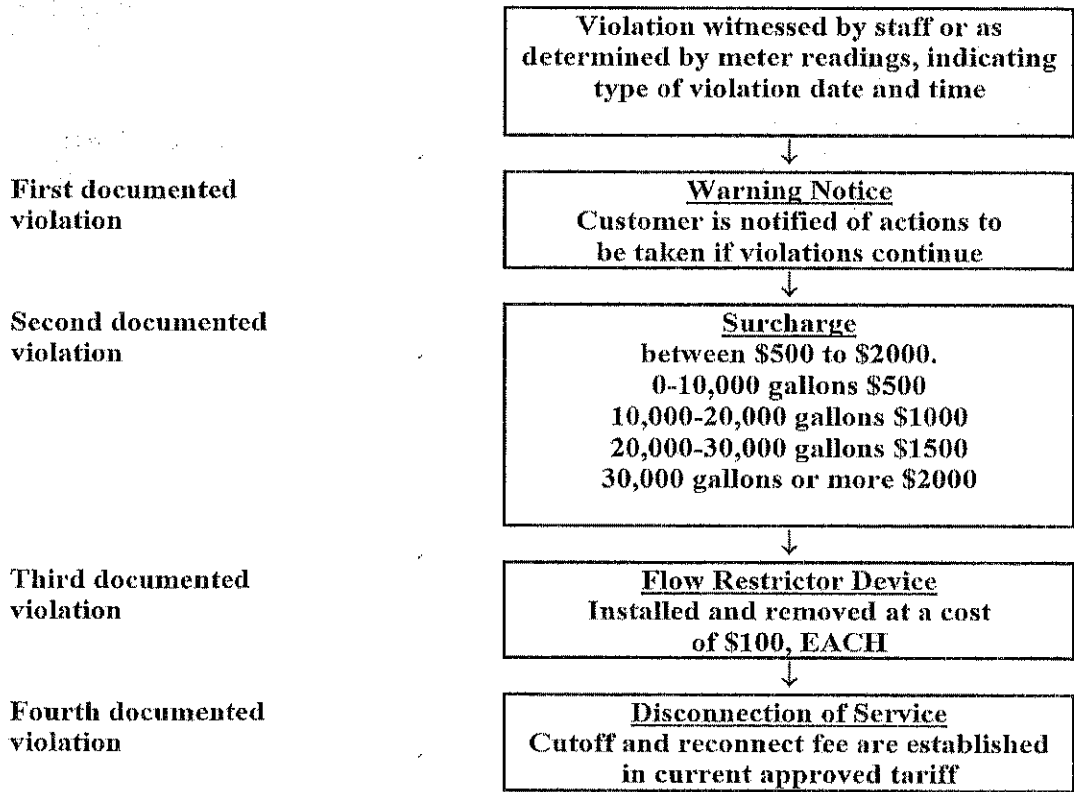 Violation witnessed by staff or as
determined by meter readings, indicating
type of violation date and time
↓
First documented
violation
Warning Notice
Customer is notified of actions to
be taken if violations continue
↓
Second documented
violation
Surcharge
between $500 to $2000.
0-10,000 gallons $500
10,000-20,000 gallons $1000
20,000-30,000 gallons $1500
30,000 gallons or more $2000
↓
Third documented
violation
Flow Restrictor Device
Installed and removed at a cost
of $100, EACH
↓
Fourth documented
violation
Disconnection of Service
Cutoff and reconnect fee are established
in current approved tariff